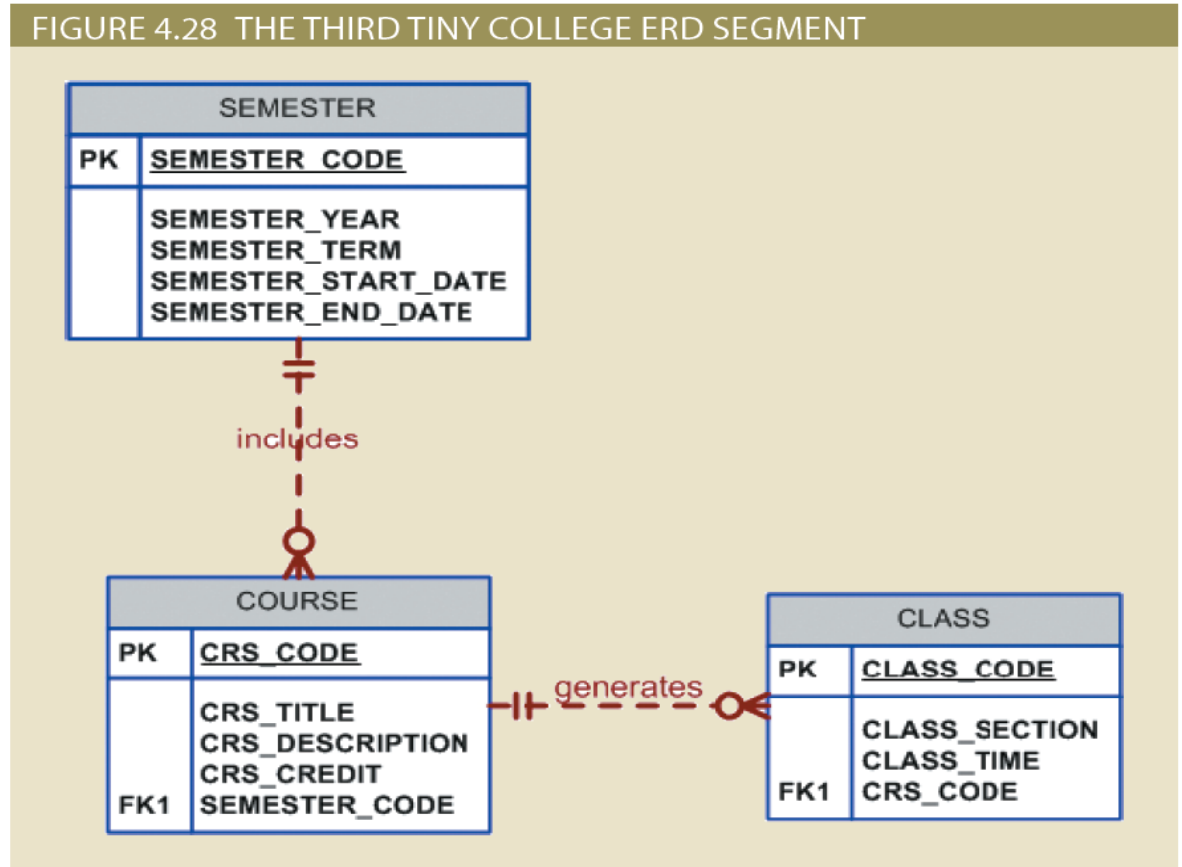 FIGURE 4.28 THE THIRD TINY COLLEGE ERD SEGMENT
SEMESTER
PK SEMESTER_CODE
SEMESTER_YEAR
SEMESTER_TERM
SEMESTER_START_DATE
SEMESTER_END_DATE
includes
COURSE
PK CRS_CODE
CRS_TITLE
CRS_DESCRIPTION
CRS_CREDIT
FK1 SEMESTER_CODE
generates
CLASS
PK CLASS_CODE
CLASS_SECTION
CLASS_TIME
FK1 CRS_CODE